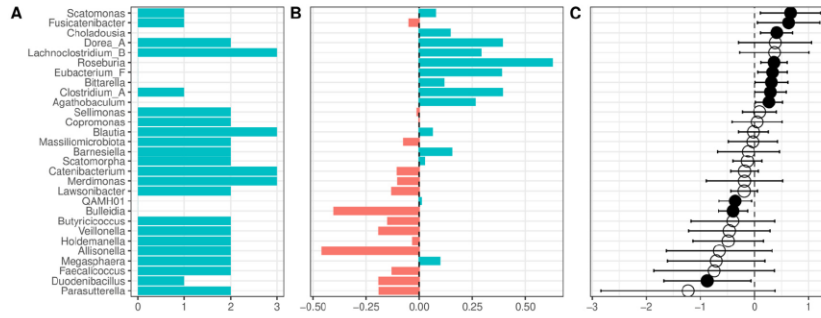 A
B
C
Scatomonas
Fusicatenibacter
Choladousia
Dorea_A
Lachnoclostridium_B
Roseburia
Eubacterium_F
Bittarella
Clostridium_A
Agathobaculum
Sellimonas
Copromonas
Blautia
Massillomicrobiota
Barnesiella
Scatomorpha
Catenibacterium
Merdimonas
Lawsonibacter
QAMH01
Bulleidia
Butyricicoccus
Veillonella
Holdemanella
Allisonella
Megasphaera
Faecalicoccus
Duodenibacillus
Parasutterella
0 1 2 3
−0.50 −0.25 0.00 0.25 0.50
−3 −2 −1 0 1